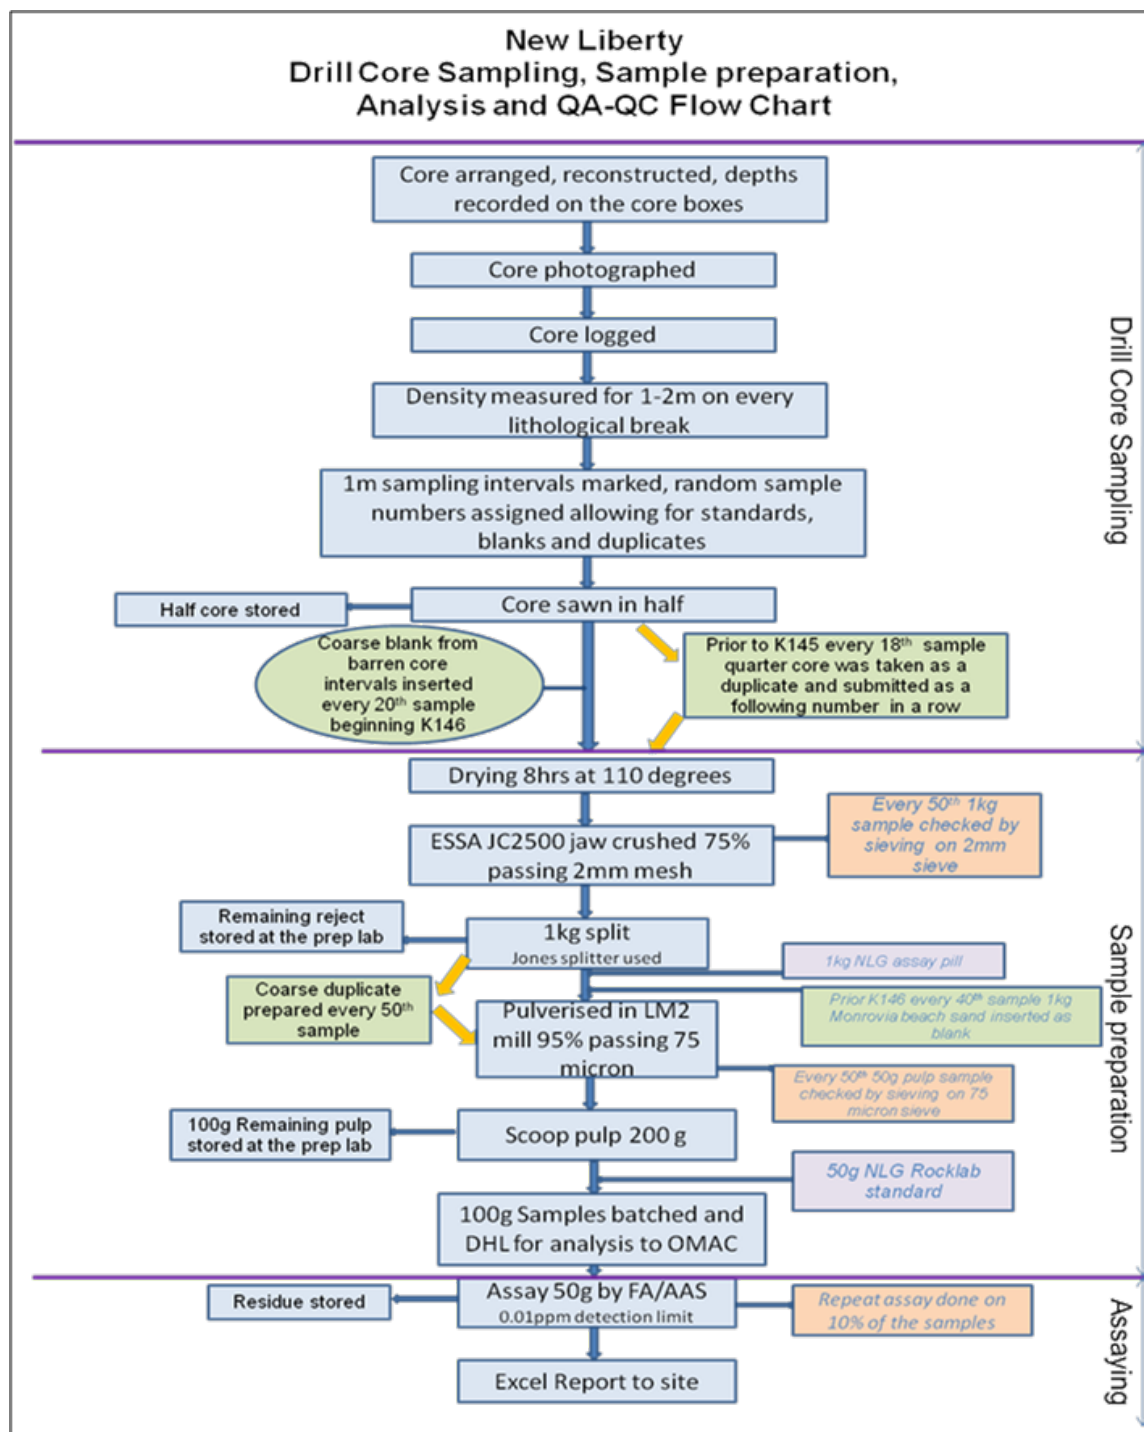 New Liberty
Drill Core Sampling, Sample preparation,
Analysis and QA-QC Flow Chart
Core arranged, reconstructed, depths
recorded on the core boxes
Core photographed
Core logged
Density measured for 1-2m on every
lithological break
1m sampling intervals marked, random sample
numbers assigned allowing for standards,
blanks and duplicates
Half core stored
Core sawn in half
Coarse blank from
barren core
intervals inserted
every 20th sample
beginning K146
Prior to K145 every 18th sample
quarter core was taken as a
duplicate and submitted as a
following number in a row
Drill Core Sampling
Drying 8hrs at 110 degrees
ESSA JC2500 jaw crushed 75%
passing 2mm mesh
Every 50th 1kg
sample checked by
sieving on 2mm
sieve
Remaining reject
stored at the prep lab
1kg split
Jones splitter used
1kg NLG assay pill
Coarse duplicate
prepared every 50th
sample
Pulverised in LM2
mill 95% passing 75
micron
Prior K146 every 40th sample 1kg
Monrovia beach sand inserted as
blank
Every 50th 50g pulp sample
checked by sieving on 75
micron sieve
100g Remaining pulp
stored at the prep lab
Scoop pulp 200 g
50g NLG Rocklab
standard
100g Samples batched and
DHL for analysis to OMAC
Sample preparation
Residue stored
Assay 50g by FA/AAS
0.01ppm detection limit
Repeat assay done on
10% of the samples
Excel Report to site
Assaying